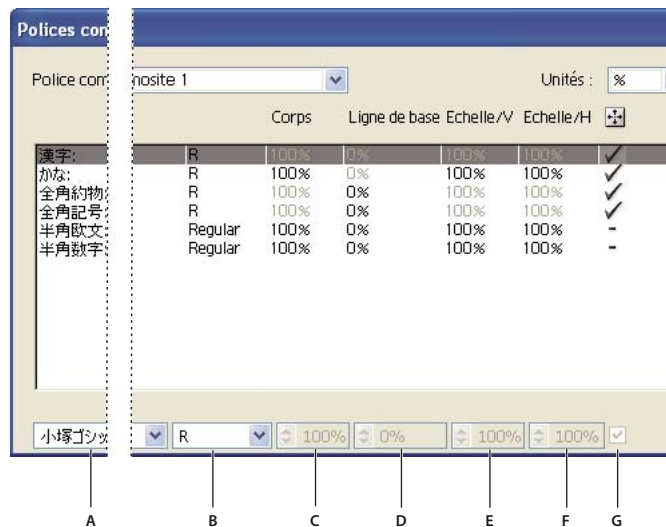 Polices con
Police com nosite 1 Unités : %
Corps Ligne de base Echelle/V Echelle/H
漢字: R 100% 0% 100% 100%
かな: R 100% 0% 100% 100%
全角約物: R 100% 0% 100% 100%
全角記号: R 100% 0% 100% 100%
半角欧文: Regular 100% 0% 100% 100% -
半角数字: Regular 100% 0% 100% 100% -
小塚ゴシッ R 100% 0% 100% 100%
A B C D E F G